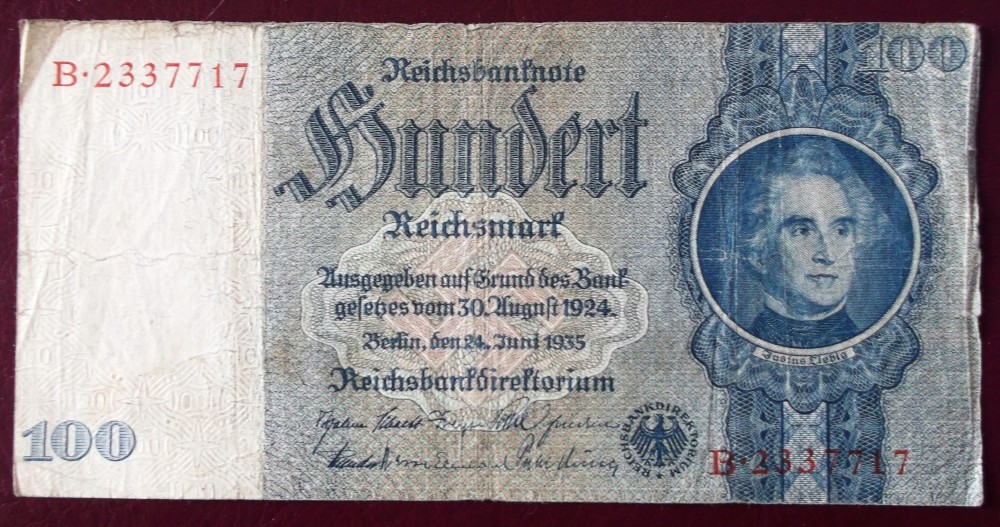 B·2337717
100
Reichsbanknote
Hundert
Reichsmark
Ausgegeben auf Grund des Bank-
gesetzes vom 30. August 1924.
Berlin, den 24. Juni 1935
Reichsbankdirektorium
REICHSBANKDIREKTORIUM
Justus Liebig
B·2337717
100